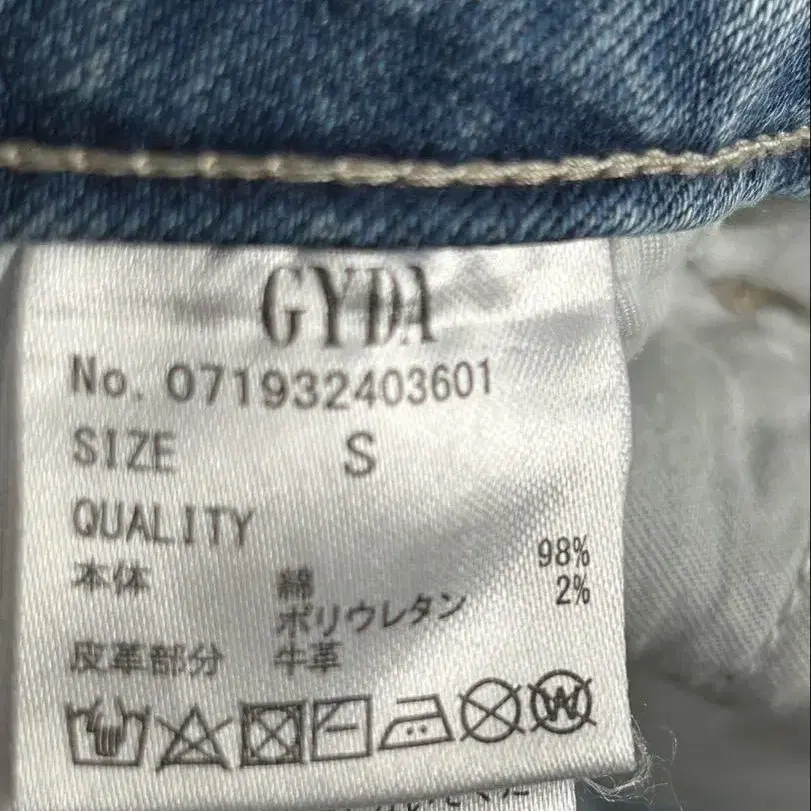 GYDA
No. 071932403601
SIZE S
QUALITY
本体 綿 98%
ポリウレタン 2%
皮革部分 牛革
W